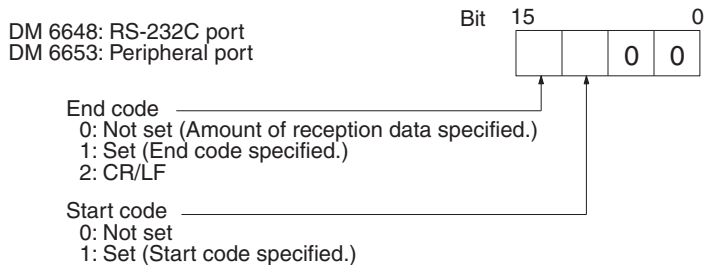 Bit 15 0
DM 6648: RS-232C port
DM 6653: Peripheral port
0 0
End code
0: Not set (Amount of reception data specified.)
1: Set (End code specified.)
2: CR/LF
Start code
0: Not set
1: Set (Start code specified.)